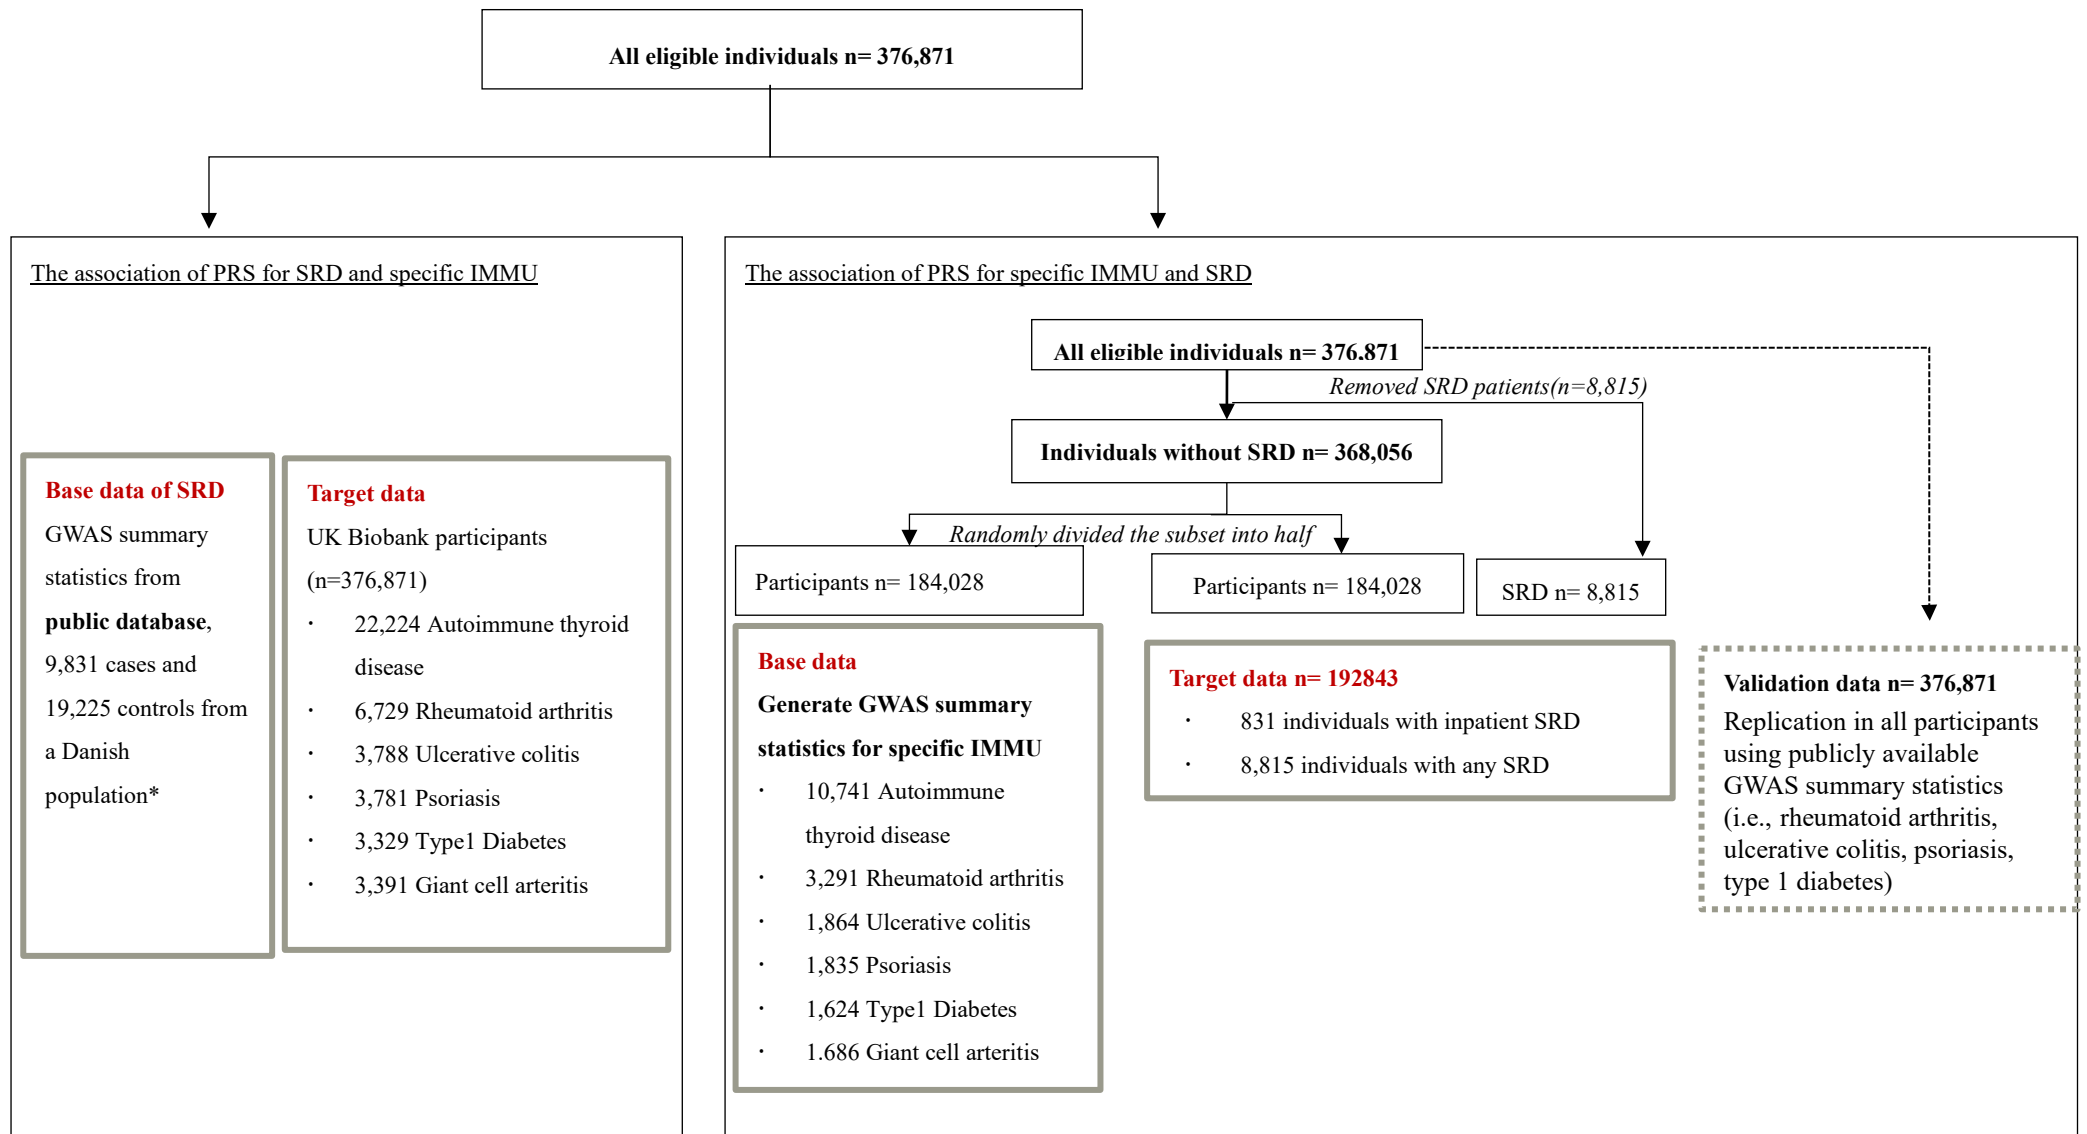 All eligible individuals n= 376,871
The association of PRS for SRD and specific IMMU
Base data of SRD
GWAS summary
statistics from
public database,
9,831 cases and
19,225 controls from
a Danish
population*
Target data
UK Biobank participants
(n=376,871)
· 22,224 Autoimmune thyroid
disease
· 6,729 Rheumatoid arthritis
· 3,788 Ulcerative colitis
· 3,781 Psoriasis
· 3,329 Type1 Diabetes
· 3,391 Giant cell arteritis
The association of PRS for specific IMMU and SRD
All eligible individuals n= 376,871
Removed SRD patients(n=8,815)
Individuals without SRD n= 368,056
Randomly divided the subset into half
Participants n= 184,028
Participants n= 184,028
SRD n= 8,815
Base data
Generate GWAS summary
statistics for specific IMMU
· 10,741 Autoimmune
thyroid disease
· 3,291 Rheumatoid arthritis
· 1,864 Ulcerative colitis
· 1,835 Psoriasis
· 1,624 Type1 Diabetes
· 1.686 Giant cell arteritis
Target data n= 192843
· 831 individuals with inpatient SRD
· 8,815 individuals with any SRD
Validation data n= 376,871
Replication in all participants
using publicly available
GWAS summary statistics
(i.e., rheumatoid arthritis,
ulcerative colitis, psoriasis,
type 1 diabetes)